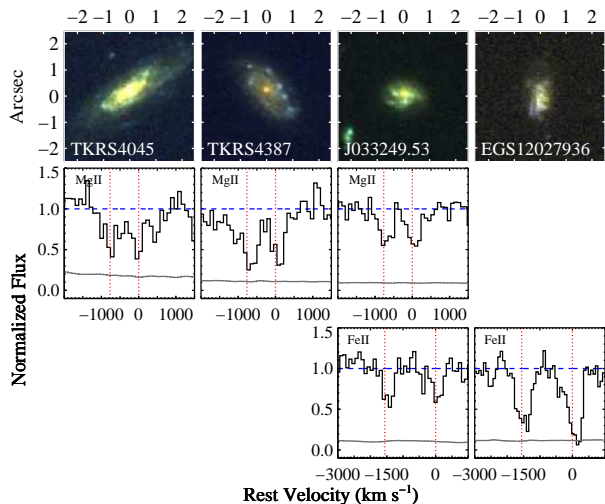 −2 −1 0 1 2 −2 −1 0 1 2 −2 −1 0 1 2 −2 −1 0 1 2
Arcsec
2
1
0
−1
−2
TKRS4045 TKRS4387 J033249.53 EGS12027936
1.5
1.0
0.5
0.0
MgII MgII MgII
−1000 0 1000 −1000 0 1000 −1000 0 1000
Normalized Flux
FeII FeII
1.5
1.0
0.5
0.0
−3000 −1500 0 −3000 −1500 0
Rest Velocity (km s⁻¹)